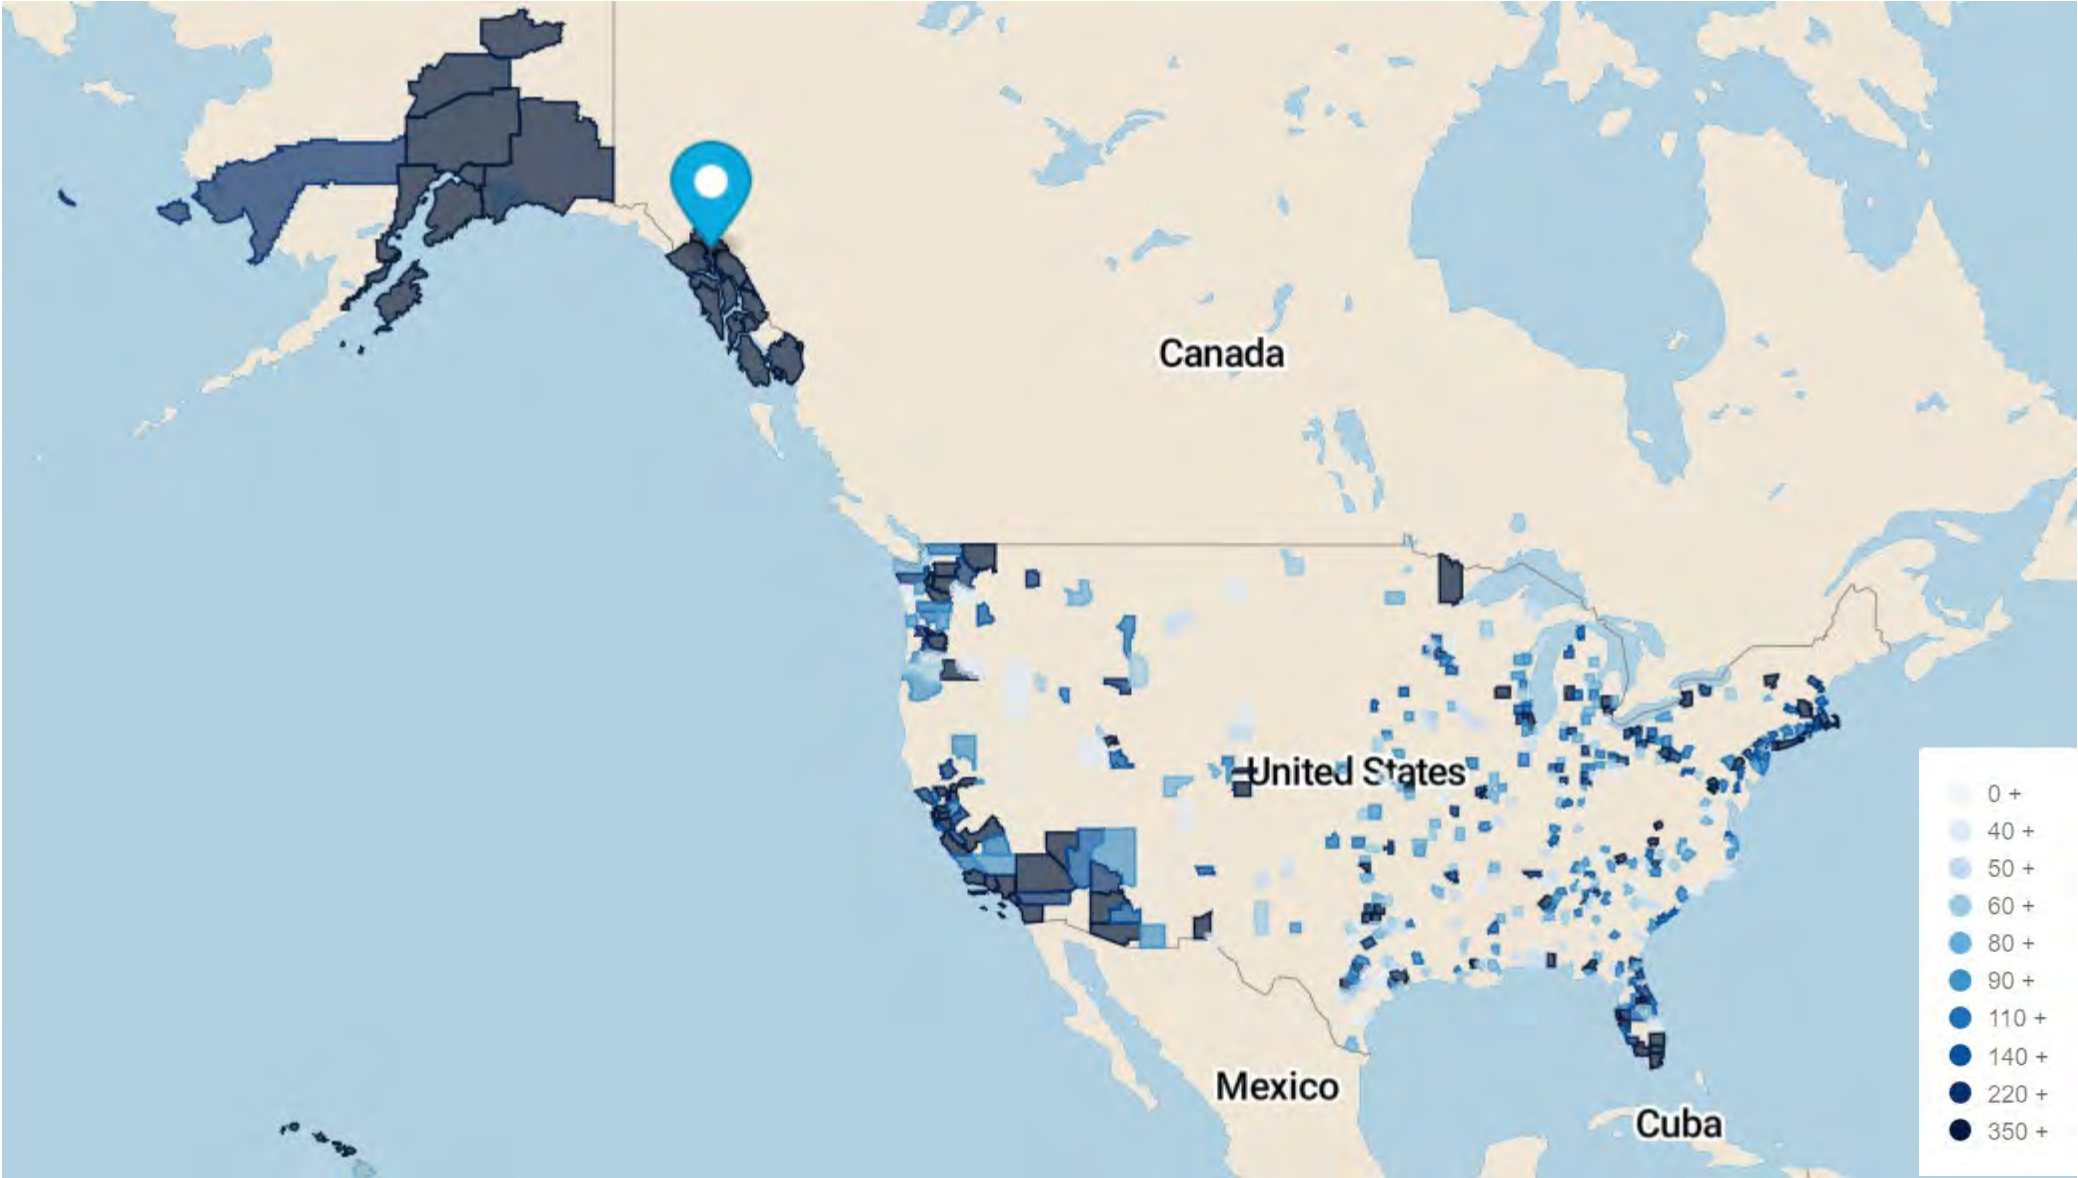 Canada
United States
Mexico
Cuba
0 +
40 +
50 +
60 +
80 +
90 +
110 +
140 +
220 +
350 +